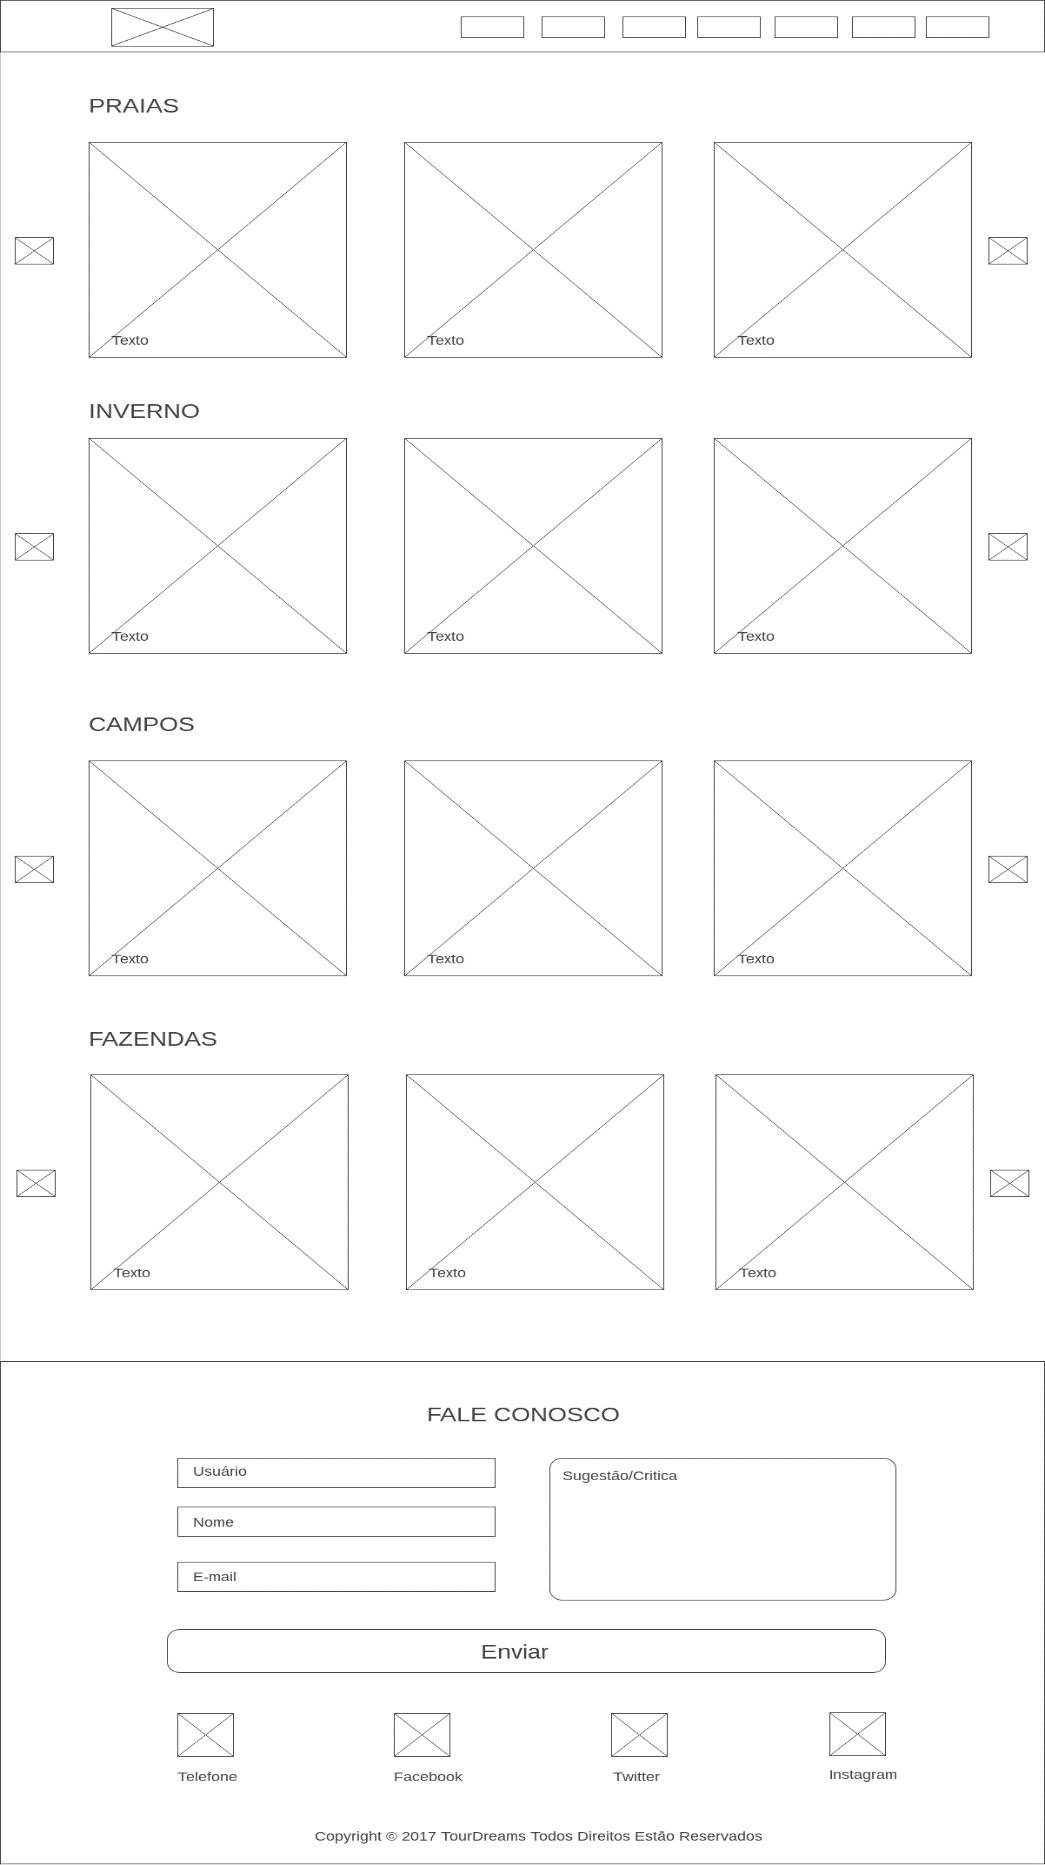 PRAIAS
Texto Texto Texto
INVERNO
Texto Texto Texto
CAMPOS
Texto Texto Texto
FAZENDAS
Texto Texto Texto
FALE CONOSCO
Usuário
Sugestão/Critica
Nome
E-mail
Enviar
Telefone Facebook Twitter Instagram
Copyright © 2017 TourDreams Todos Direitos Estão Reservados